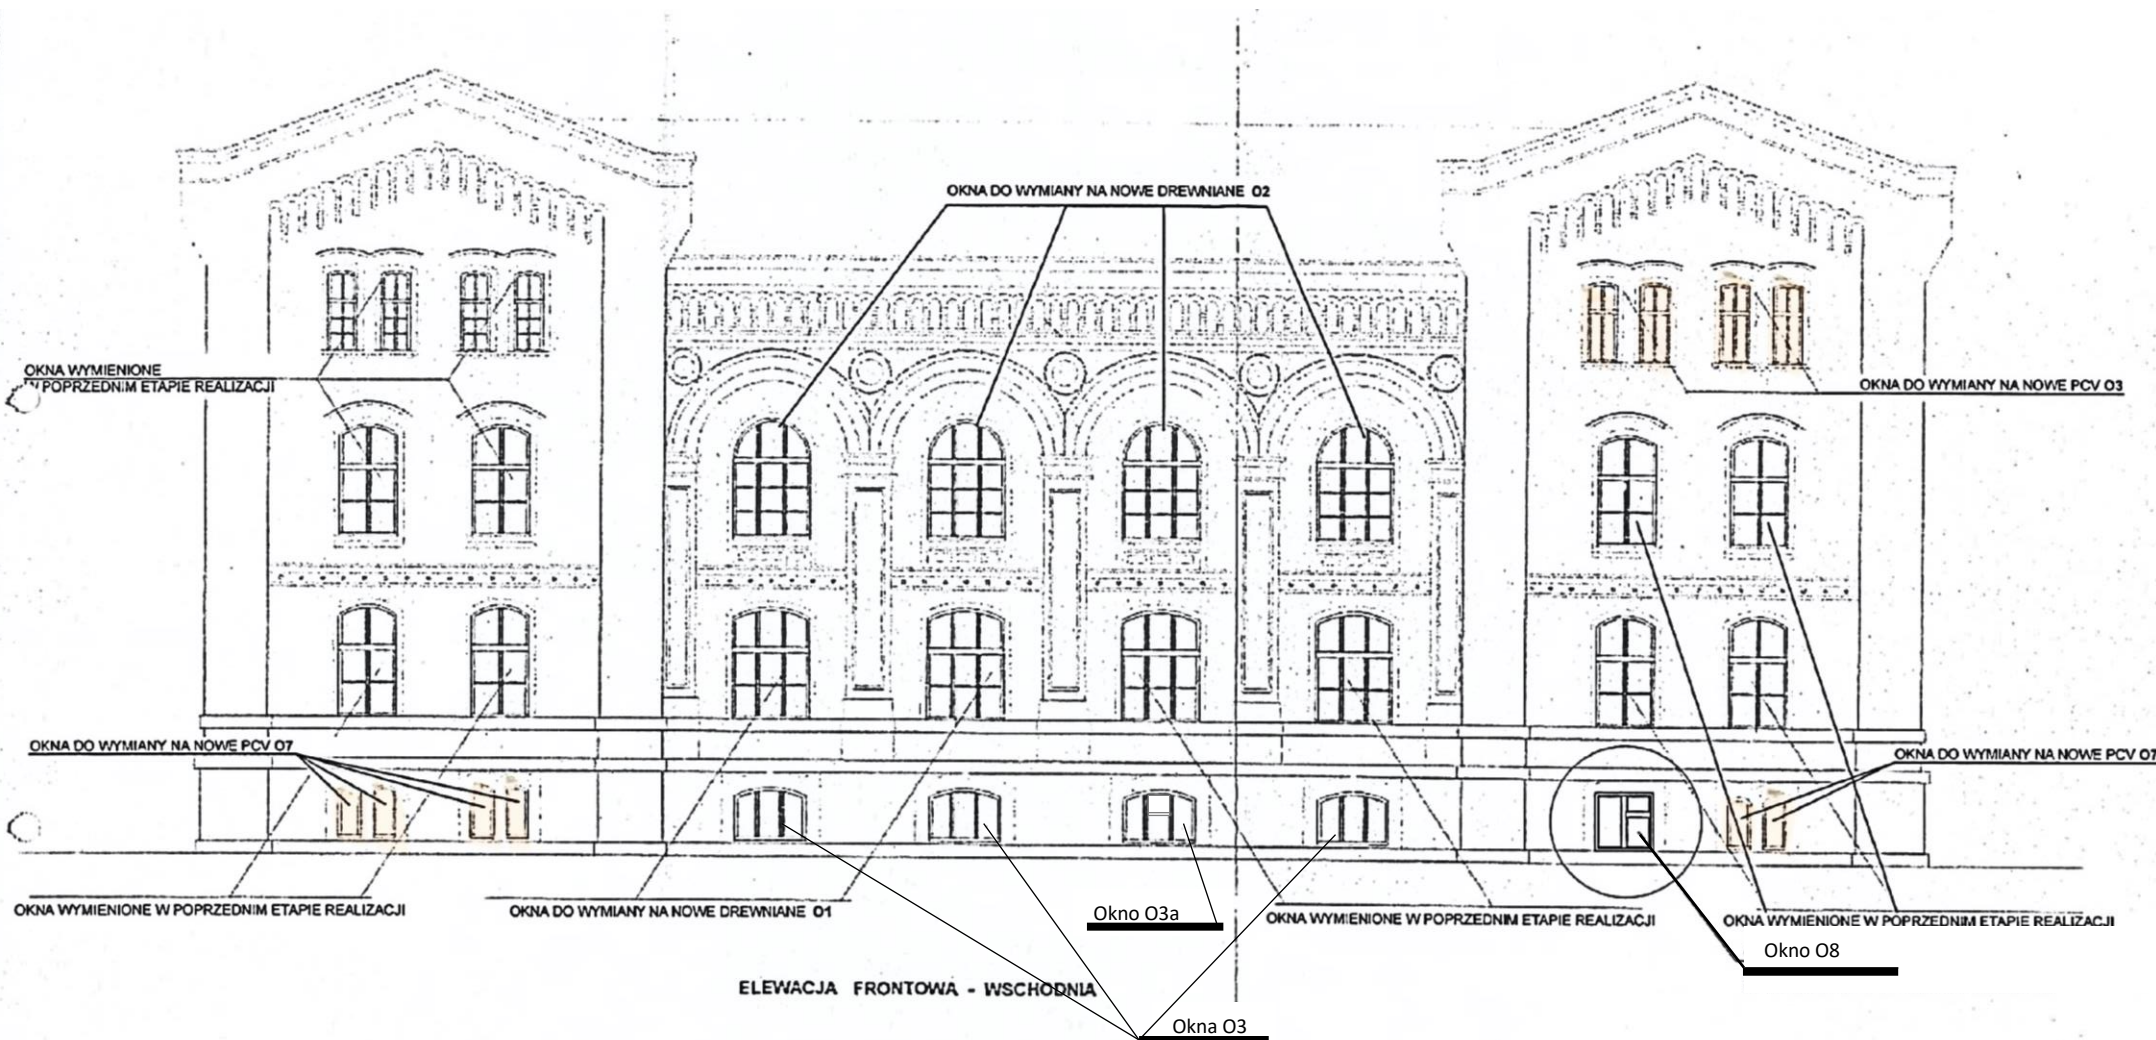 OKNA DO WYMIANY NA NOWE DREWNIANE O2
OKNA WYMIENIONE
W POPRZEDNIM ETAPIE REALIZACJI
OKNA DO WYMIANY NA NOWE PCV O3
OKNA DO WYMIANY NA NOWE PCV O7
OKNA DO WYMIANY NA NOWE PCV O7
OKNA WYMIENIONE W POPRZEDNIM ETAPIE REALIZACJI
OKNA DO WYMIANY NA NOWE DREWNIANE O1
Okno O3a
OKNA WYMIENIONE W POPRZEDNIM ETAPIE REALIZACJI
OKNA WYMIENIONE W POPRZEDNIM ETAPIE REALIZACJI
Okno O8
ELEWACJA FRONTOWA - WSCHODNIA
Okna O3